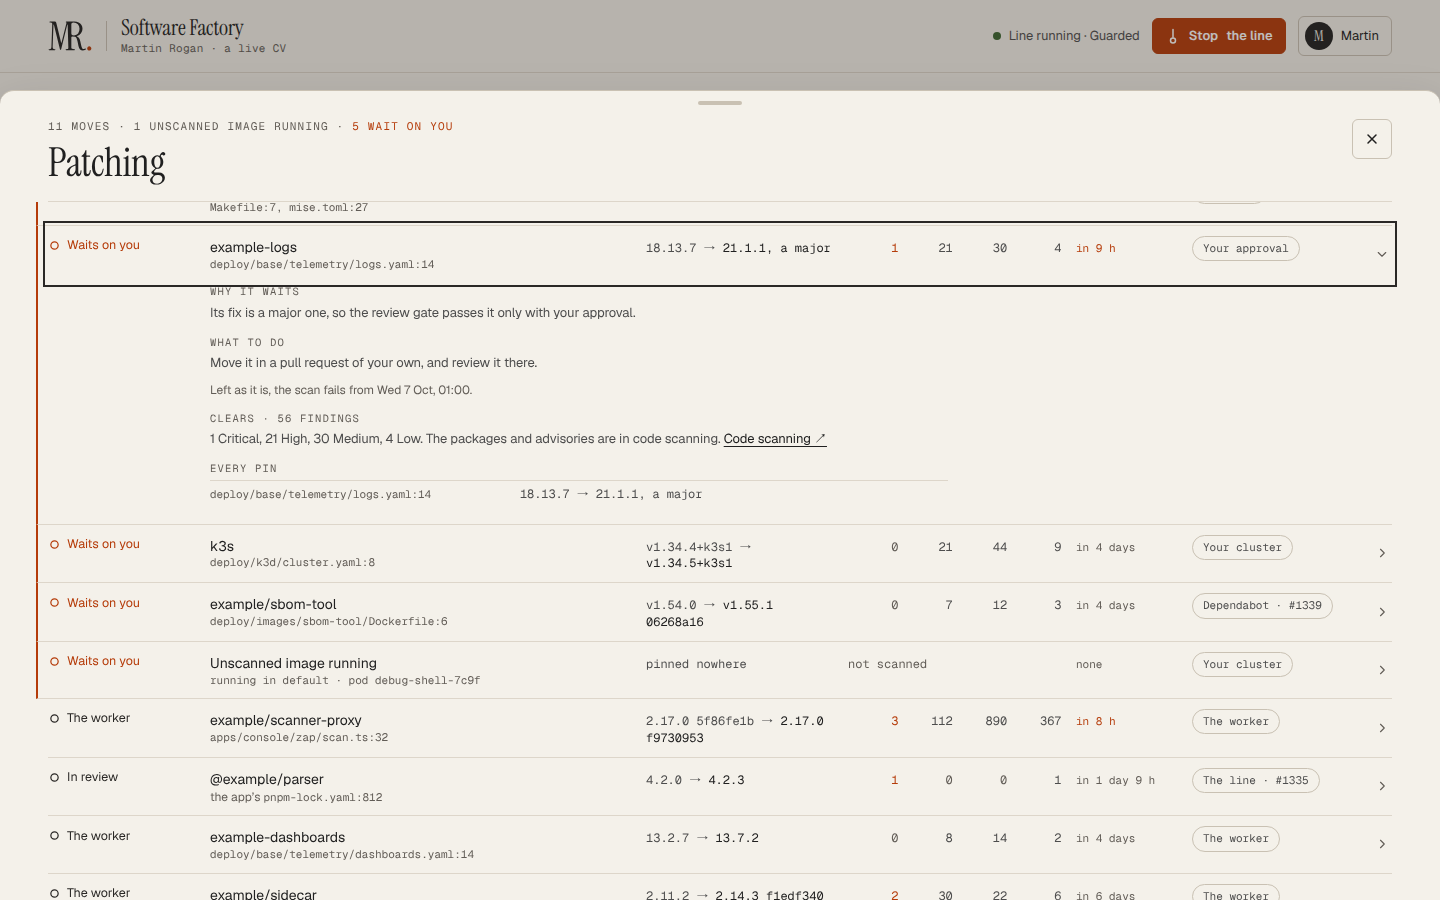 MR.
Software Factory
Martin Rogan · a live CV
Line running · Guarded
Stop the line
M
Martin
11 MOVES · 1 UNSCANNED IMAGE RUNNING · 5 WAIT ON YOU
Patching
Makefile:7, mise.toml:27
Waits on you
example-logs
18.13.7 → 21.1.1, a major
1 21 30 4 in 9 h
Your approval
deploy/base/telemetry/logs.yaml:14
WHY IT WAITS
Its fix is a major one, so the review gate passes it only with your approval.
WHAT TO DO
Move it in a pull request of your own, and review it there.
Left as it is, the scan fails from Wed 7 Oct, 01:00.
CLEARS · 56 FINDINGS
1 Critical, 21 High, 30 Medium, 4 Low. The packages and advisories are in code scanning. Code scanning ↗
EVERY PIN
deploy/base/telemetry/logs.yaml:14 18.13.7 → 21.1.1, a major
Waits on you
k3s
deploy/k3d/cluster.yaml:8
v1.34.4+k3s1 →
v1.34.5+k3s1
0 21 44 9 in 4 days
Your cluster
Waits on you
example/sbom-tool
deploy/images/sbom-tool/Dockerfile:6
v1.54.0 → v1.55.1
06268a16
0 7 12 3 in 4 days
Dependabot · #1339
Waits on you
Unscanned image running
running in default · pod debug-shell-7c9f
pinned nowhere
not scanned
none
Your cluster
The worker
example/scanner-proxy
apps/console/zap/scan.ts:32
2.17.0 5f86fe1b → 2.17.0
f9730953
3 112 890 367 in 8 h
The worker
In review
@example/parser
the app's pnpm-lock.yaml:812
4.2.0 → 4.2.3
1 0 0 1 in 1 day 9 h
The line · #1335
The worker
example-dashboards
deploy/base/telemetry/dashboards.yaml:14
13.2.7 → 13.7.2
0 8 14 2 in 4 days
The worker
The worker
example/sidecar
2.11.2 → 2.14.3 f1edf340
2 30 22 6 in 6 days
The worker